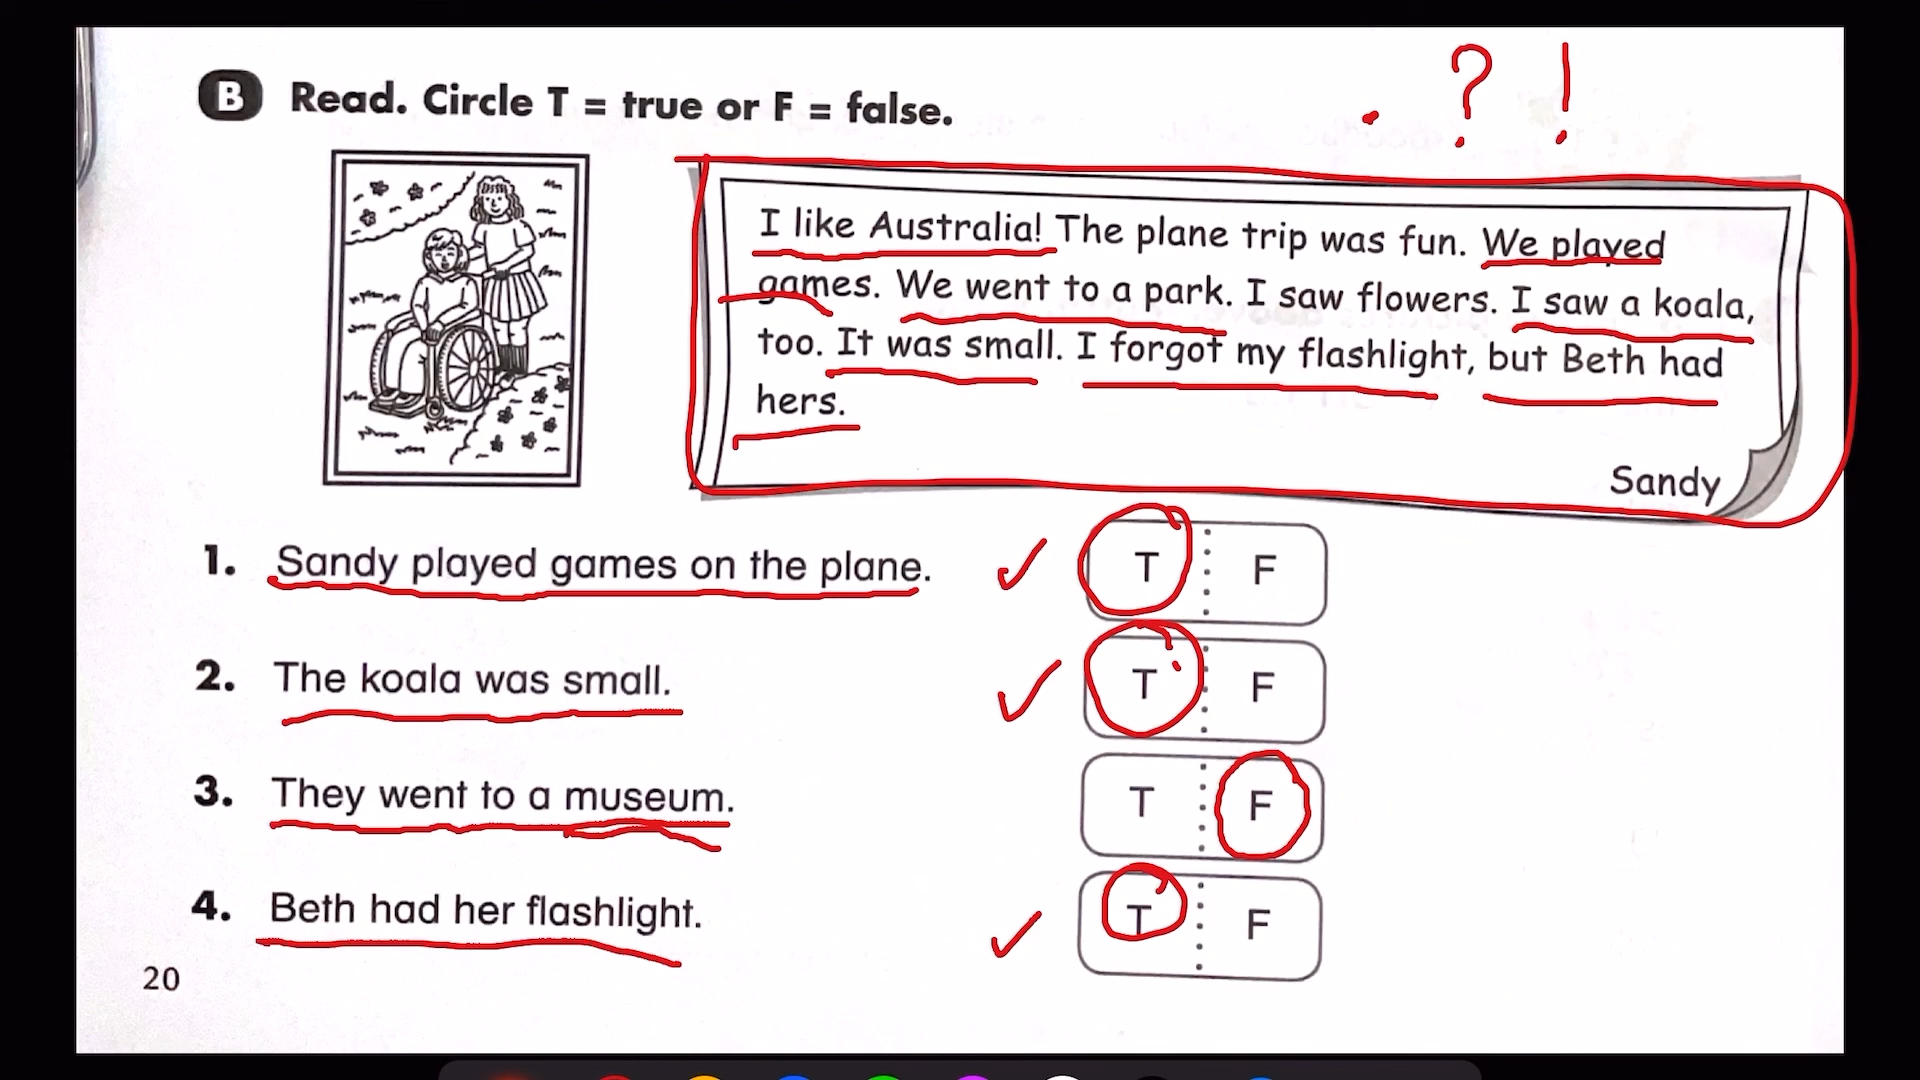 B Read. Circle T = true or F = false.
. ? !
I like Australia! The plane trip was fun. We played
games. We went to a park. I saw flowers. I saw a koala,
too. It was small. I forgot my flashlight, but Beth had
hers.
Sandy
1. Sandy played games on the plane. T F
2. The koala was small. T F
3. They went to a museum. T F
4. Beth had her flashlight. T F
20